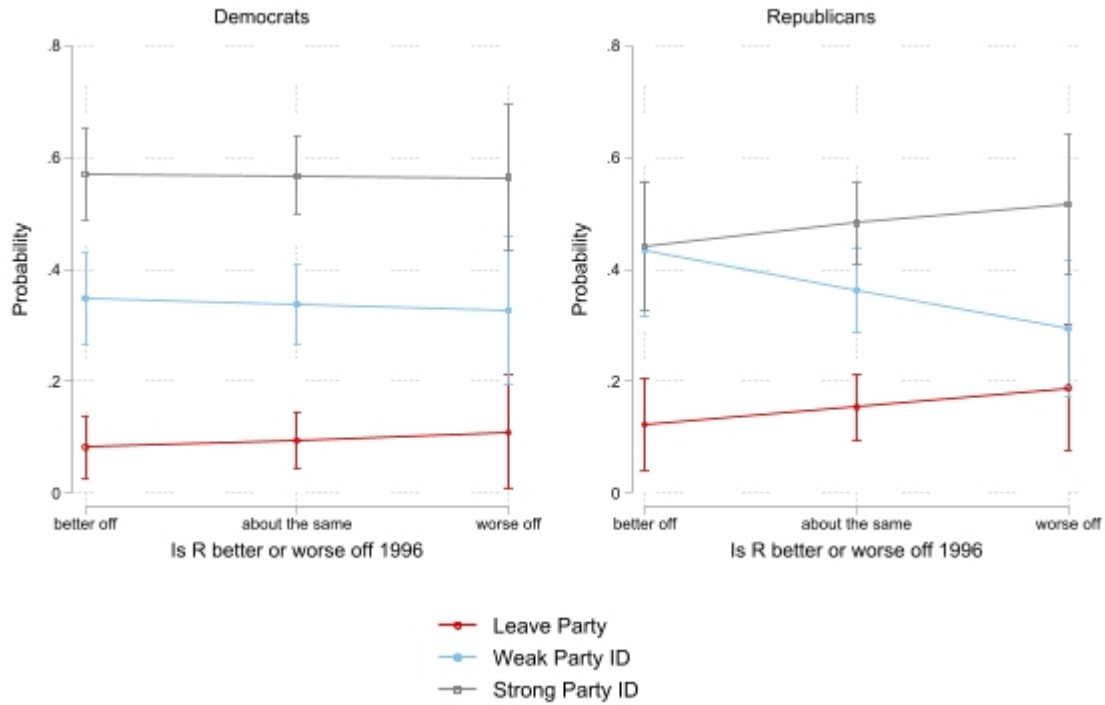 Democrats
Probability
.8
.6
.4
.2
0
better off
about the same
worse off
Is R better or worse off 1996
Republicans
Probability
.8
.6
.4
.2
0
better off
about the same
worse off
Is R better or worse off 1996
Leave Party
Weak Party ID
Strong Party ID